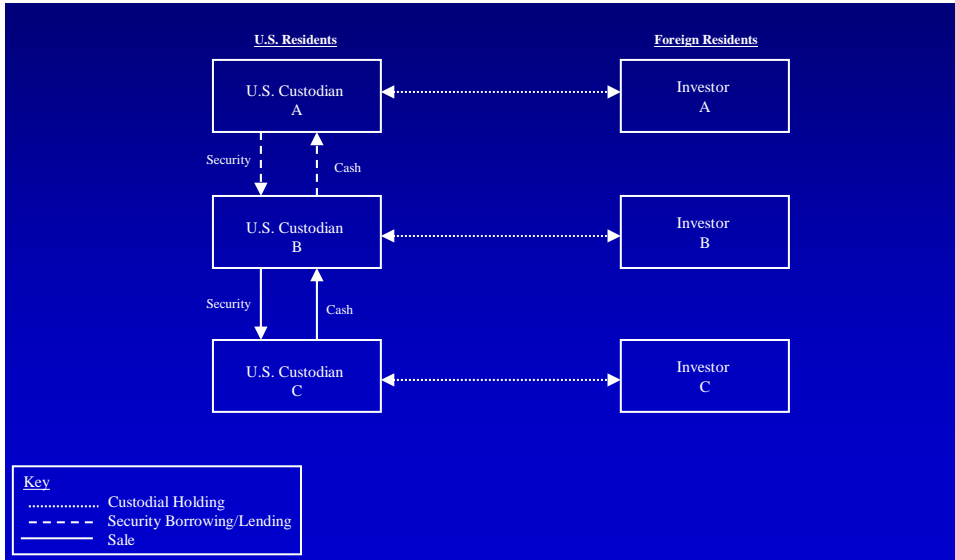 U.S. Residents
Foreign Residents
U.S. Custodian
A
Investor
A
Security
Cash
U.S. Custodian
B
Investor
B
Security
Cash
U.S. Custodian
C
Investor
C
Key
Custodial Holding
Security Borrowing/Lending
Sale